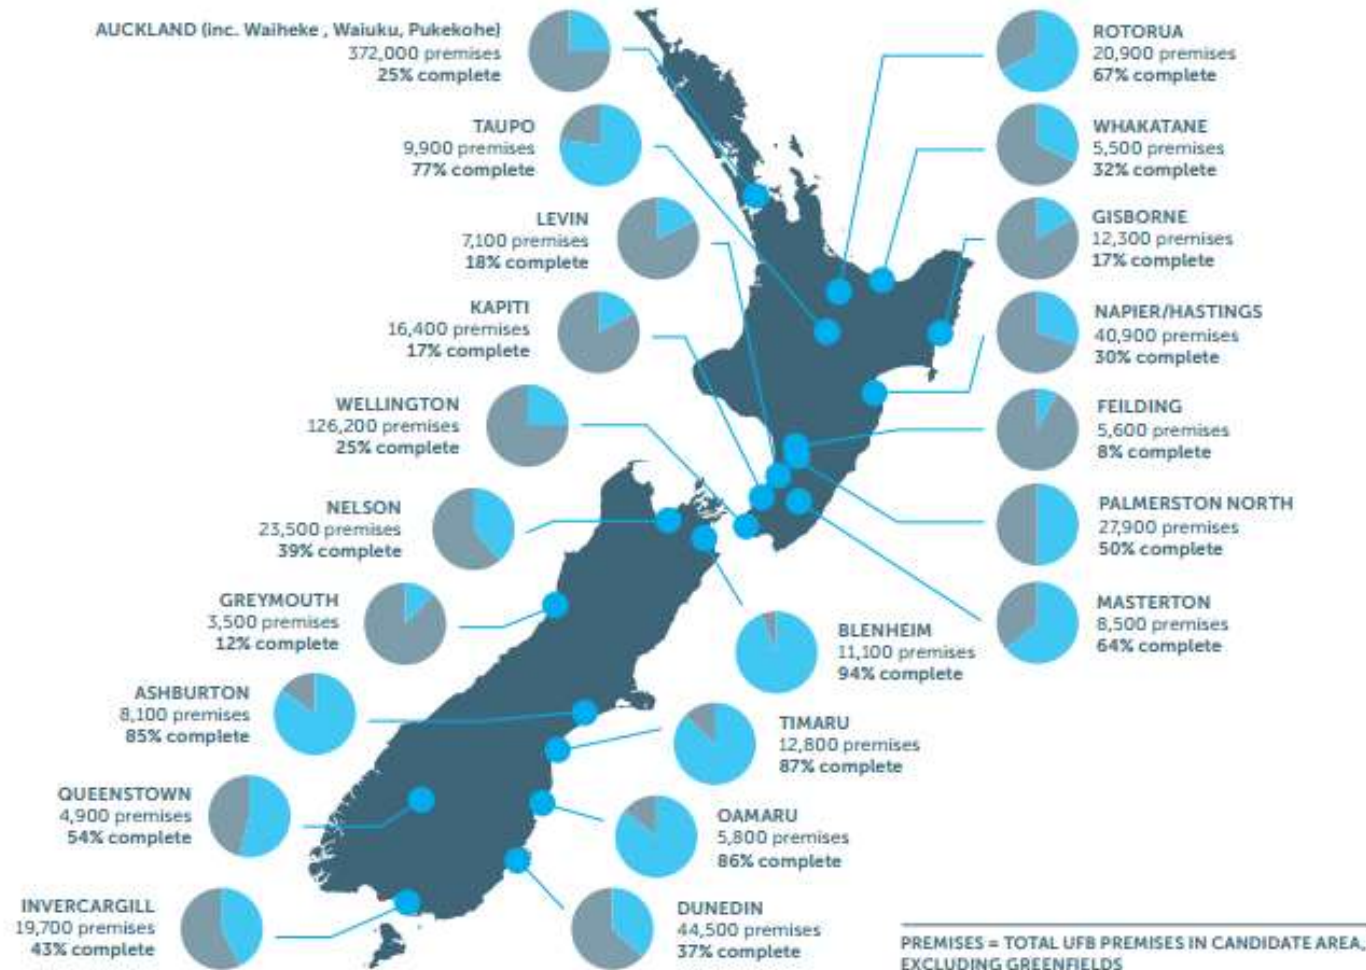 AUCKLAND (inc. Waiheke , Waiuku, Pukekohe)
372,000 premises
25% complete
TAUPO
9,900 premises
77% complete
LEVIN
7,100 premises
18% complete
KAPITI
16,400 premises
17% complete
WELLINGTON
126,200 premises
25% complete
NELSON
23,500 premises
39% complete
GREYMOUTH
3,500 premises
12% complete
ASHBURTON
8,100 premises
85% complete
QUEENSTOWN
4,900 premises
54% complete
INVERCARGILL
19,700 premises
43% complete
ROTORUA
20,900 premises
67% complete
WHAKATANE
5,500 premises
32% complete
GISBORNE
12,300 premises
17% complete
NAPIER/HASTINGS
40,900 premises
30% complete
FEILDING
5,600 premises
8% complete
PALMERSTON NORTH
27,900 premises
50% complete
MASTERTON
8,500 premises
64% complete
BLENHEIM
11,100 premises
94% complete
TIMARU
12,800 premises
87% complete
OAMARU
5,800 premises
86% complete
DUNEDIN
44,500 premises
37% complete
PREMISES = TOTAL UFB PREMISES IN CANDIDATE AREA,
EXCLUDING GREENFIELDS